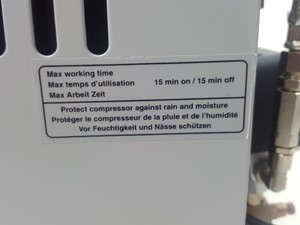 Max working time
Max temps d'utilisation 15 min on / 15 min off
Max Arbeit Zeit
Protect compressor against rain and moisture
Protéger le compresseur de la pluie et de l'humidité
Vor Feuchtigkeit und Nässe schützen